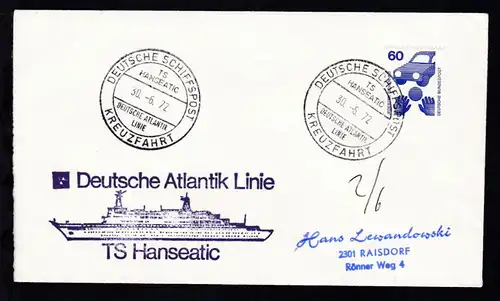 DEUTSCHE SCHIFFSPOST
TS
HANSEATIC
30.-6. 72
DEUTSCHE ATLANTIK
LINIE
KREUZFAHRT
DEUTSCHE SCHIFFSPOST
TS
HANSEATIC
30.-6. 72
DEUTSCHE ATLANTIK
LINIE
KREUZFAHRT
60
DEUTSCHE BUNDESPOST
2/6
Deutsche Atlantik Linie
TS Hanseatic
Hans Lewandowski
2301 RAISDORF
Rönner Weg 4